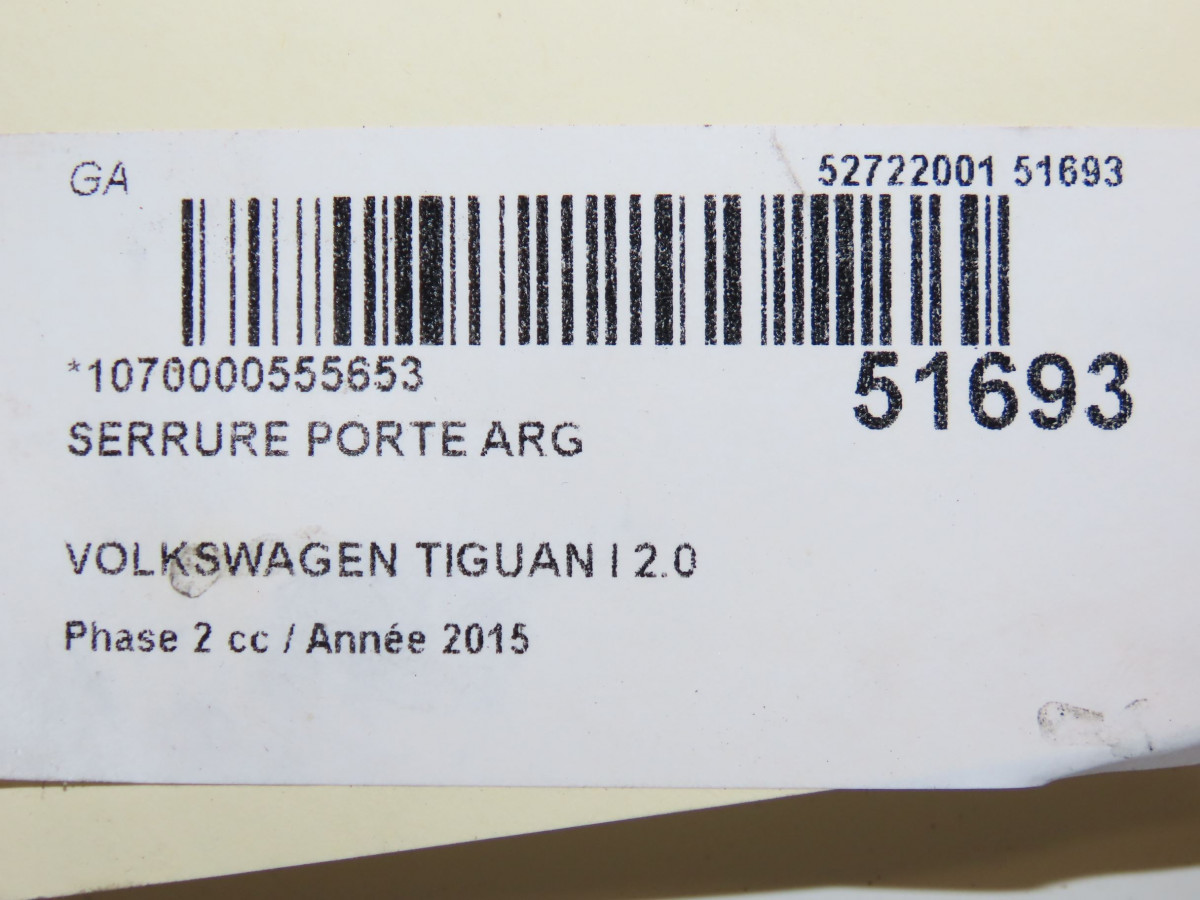 GA
52722001 51693
*1070000555653
51693
SERRURE PORTE ARG
VOLKSWAGEN TIGUAN I 2.0
Phase 2 cc / Année 2015